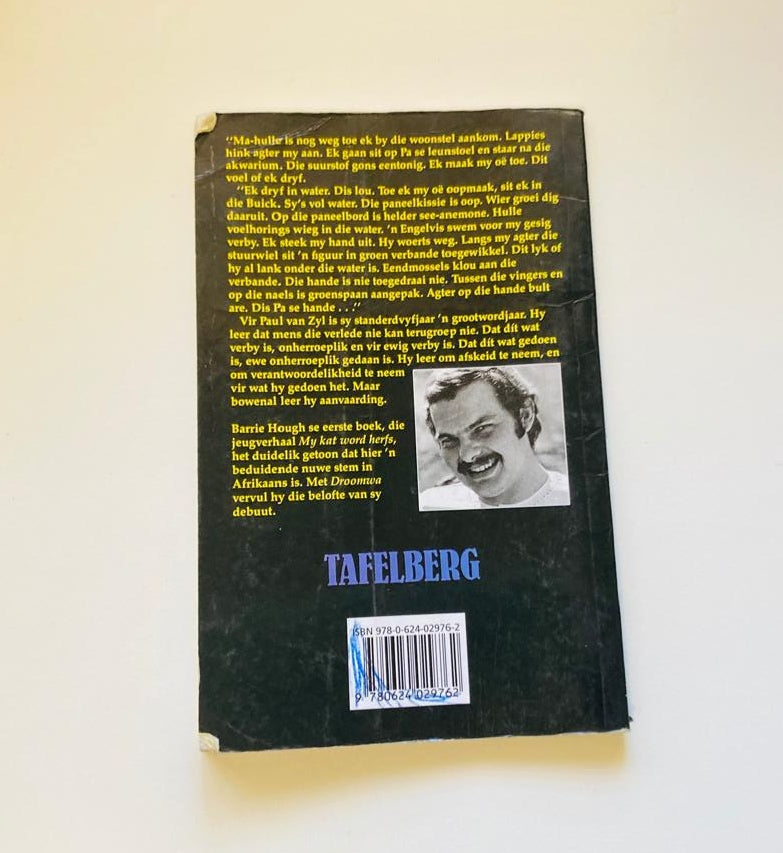 "Ma-hulle is nog weg toe ek by die woonstel aankom. Lappies
hink agter my aan. Ek gaan sit op Pa se leunstoel en staar na die
akwarium. Die suurstof gons eentonig. Ek maak my oë toe. Dit
voel of ek dryf.
"Ek dryf in water. Dis lou. Toe ek my oë oopmaak, sit ek in
die Buick. Sy's vol water. Die paneelkissie is oop. Wier groei dig
daaruit. Op die paneelbord is helder see-anemone. Hulle
voelhorings wieg in die water. 'n Engelvis swem voor my gesig
verby. Ek steek my hand uit. Hy woerts weg. Langs my agter die
stuurwiel sit 'n figuur in groen verbande toegewikkel. Dit lyk of
hy al lank onder die water is. Eendmossels klou aan die
verbande. Die hande is nie toegedraai nie. Tussen die vingers en
op die naels is groenspaan aangepak. Agter op die hande bult
are. Dis Pa se hande . . ."
Vir Paul van Zyl is sy standerdvyfjaar 'n grootwordjaar. Hy
leer dat mens die verlede nie kan terugroep nie. Dat dít wat
verby is, onherroeplik en vir ewig verby is. Dat dít wat gedoen
is, ewe onherroeplik gedaan is. Hy leer om afskeid te neem, en
om verantwoordelikheid te neem
vir wat hy gedoen het. Maar
bowenal leer hy aanvaarding.
Barrie Hough se eerste boek, die
jeugverhaal My kat word herfs,
het duidelik getoon dat hier 'n
beduidende nuwe stem in
Afrikaans is. Met Droomwa
vervul hy die belofte van sy
debuut.
TAFELBERG
ISBN 978-0-624-02976-2
9 780624 029762